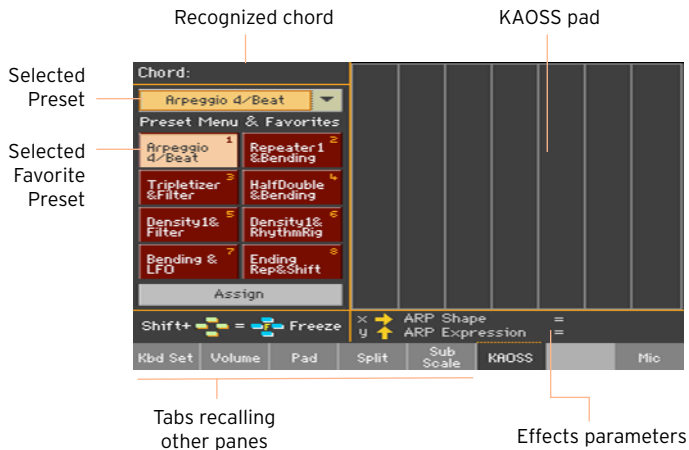 Recognized chord
KAOSS pad
Selected
Preset
Selected
Favorite
Preset
Chord:
Arpeggio 4/Beat
Preset Menu & Favorites
Arpeggio 1
4/Beat
Repeater1 2
&Bending
Tripletizer 3
&Filter
HalfDouble 4
&Bending
Density1& 5
Filter
Density1& 6
RhythmRig
Bending & 7
LFO
Ending 8
Rep&Shift
Assign
Shift+ = F Freeze
x ARP Shape =
y ARP Expression =
Kbd Set
Volume
Pad
Split
Sub
Scale
KAOSS
Mic
Tabs recalling
other panes
Effects parameters